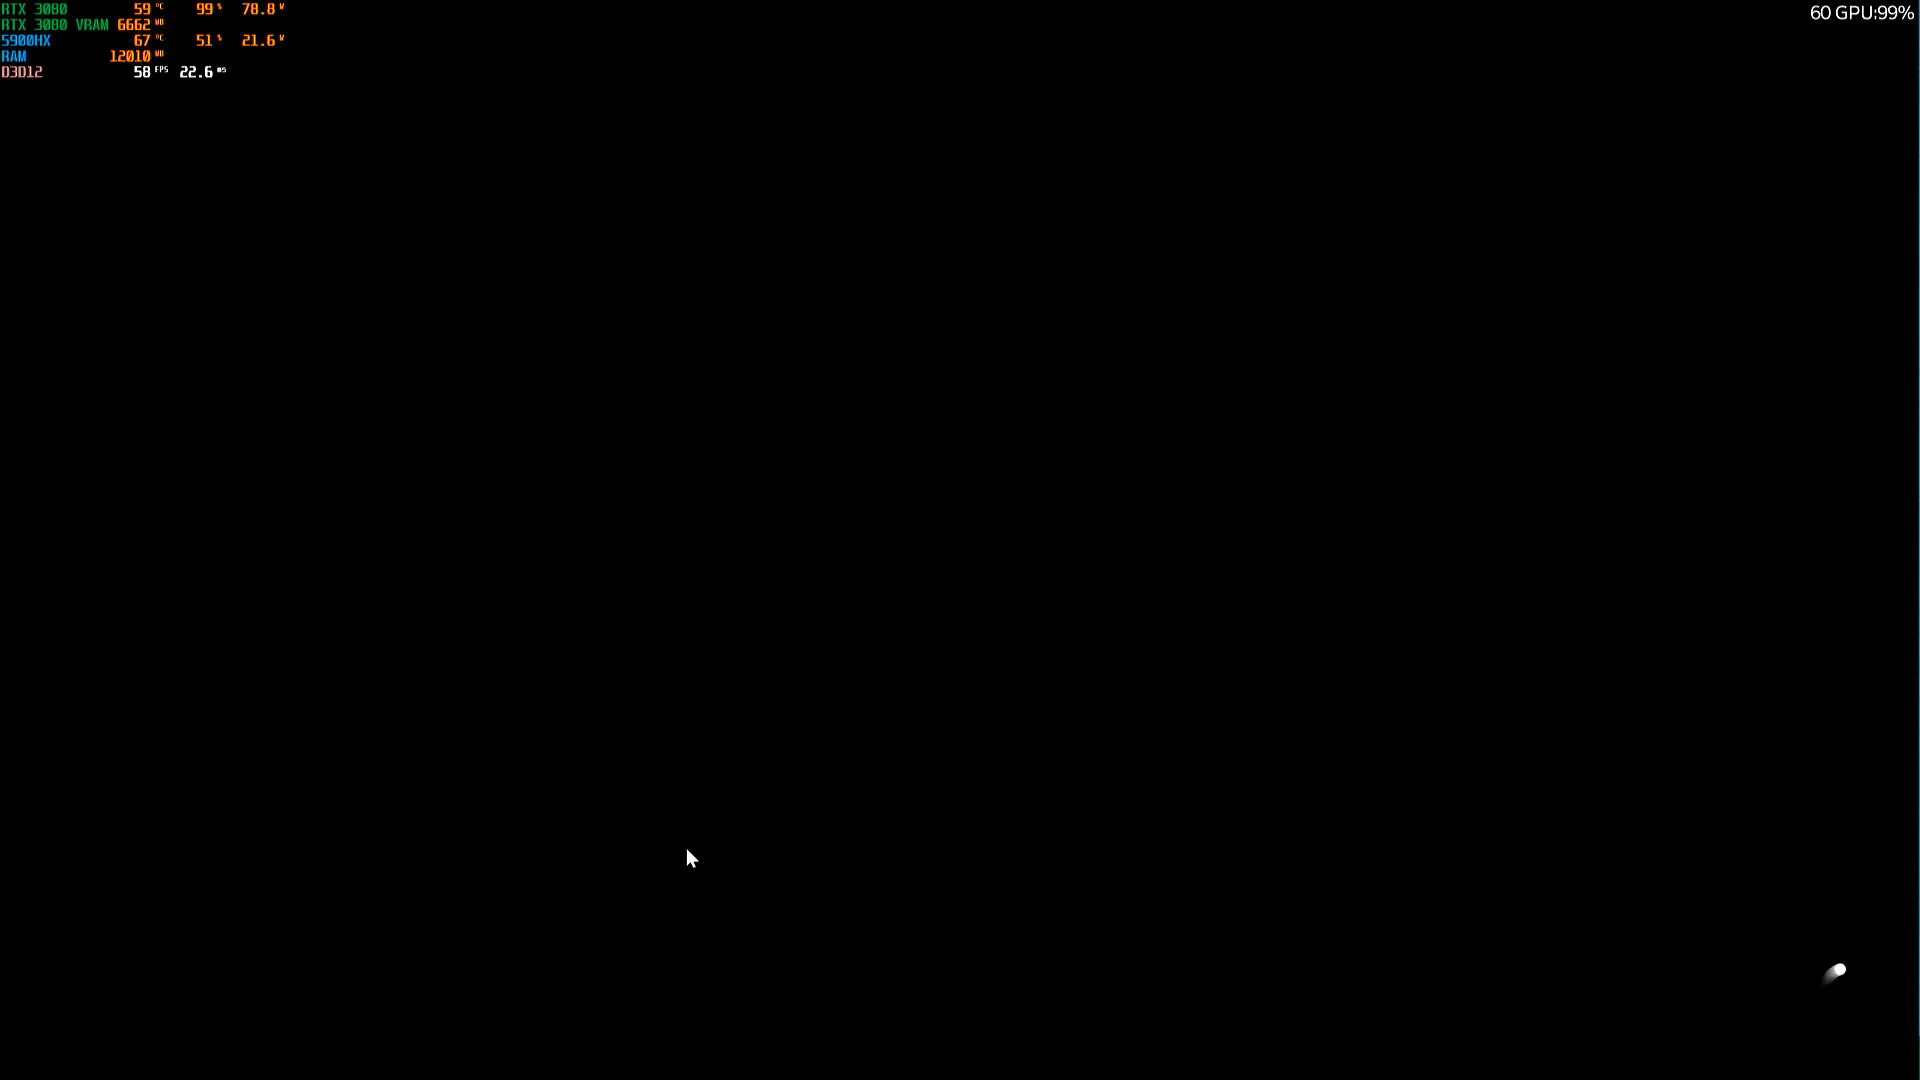 RTX 3080 59 °C 99 % 78.8 W
RTX 3080 VRAM 6662 MB
5900HX 67 °C 51 % 21.6 W
RAM 12010 MB
D3D12 58 FPS 22.6 ms
60 GPU:99%